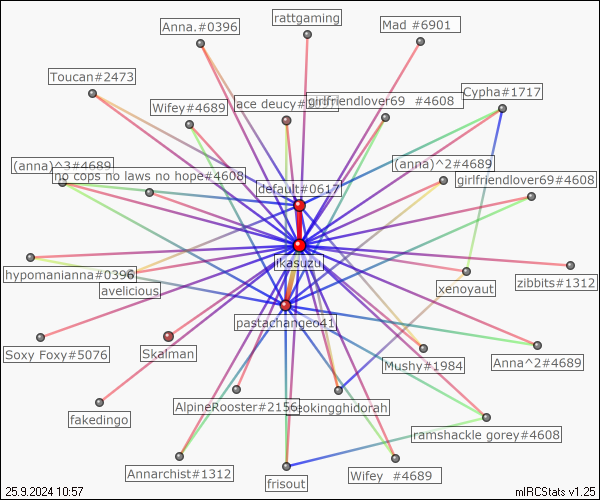 rattgaming
Anna.#0396
Mad #6901
Toucan#2473
Cypha#1717
Wifey#4689
ace deucy
girlfriendlover69 #4608
(anna)^3#4689
no cops no laws no hope#4608
(anna)^2#4689
default#0617
girlfriendlover69#4608
ikasuzu
hypomanianna#0396
avelicious
xenoyaut
zibbits#1312
pastachangeo41
Soxy Foxy#5076
Skalman
Mushy#1984
Anna^2#4689
AlpineRooster#2156
eokingghidorah
fakedingo
ramshackle gorey#4608
Annarchist#1312
frisout
Wifey #4689
25.9.2024 10:57
mIRCStats v1.25